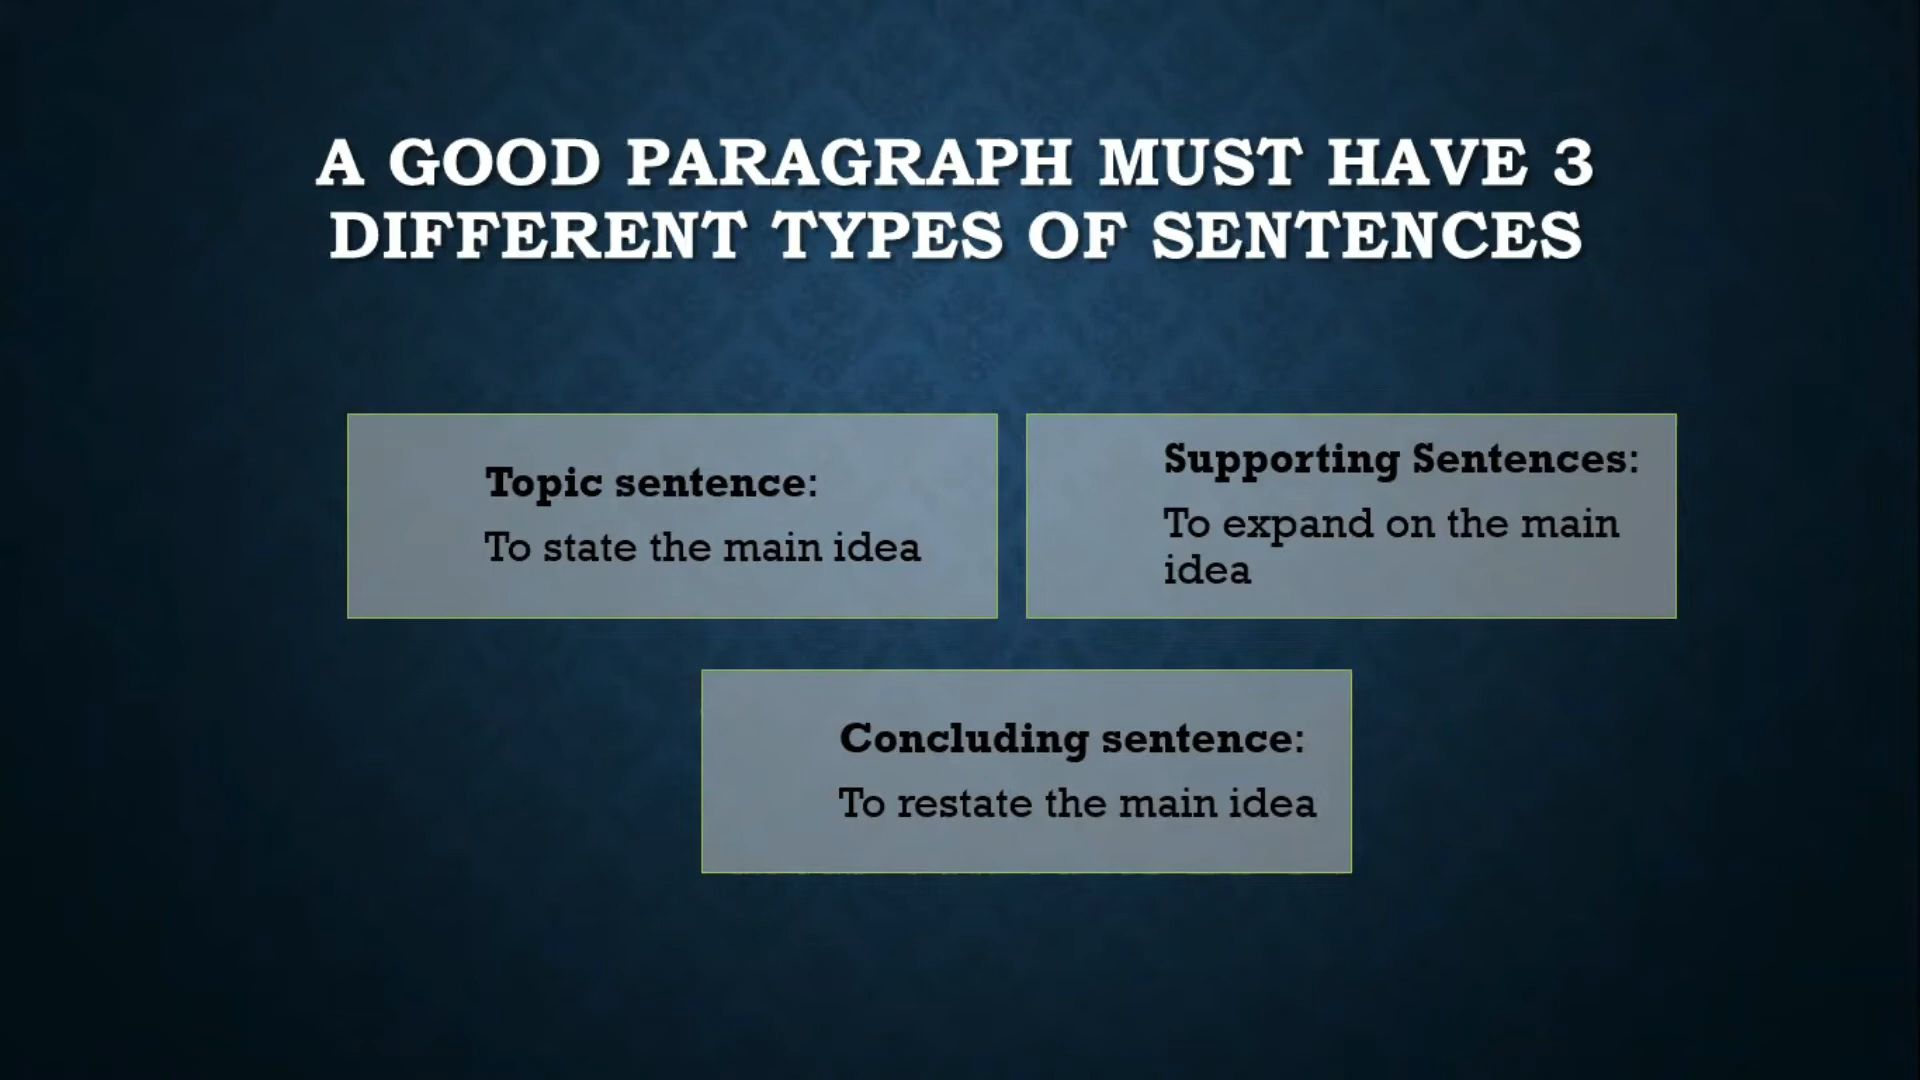 A GOOD PARAGRAPH MUST HAVE 3
DIFFERENT TYPES OF SENTENCES
Topic sentence:
To state the main idea
Supporting Sentences:
To expand on the main
idea
Concluding sentence:
To restate the main idea